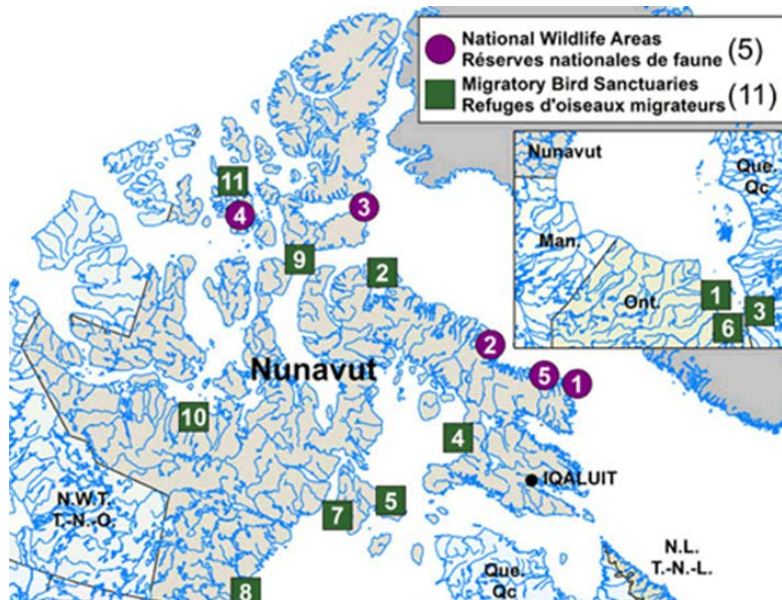 National Wildlife Areas
Réserves nationales de faune (5)
Migratory Bird Sanctuaries
Refuges d'oiseaux migrateurs (11)
Nunavut
Que.
Qc
Man.
Ont.
1
3
6
11
4
3
9
2
2
5
1
Nunavut
10
4
IQALUIT
N.W.T.
T.-N.-O.
5
7
8
Que.
Qc
N.L.
T.-N.-L.